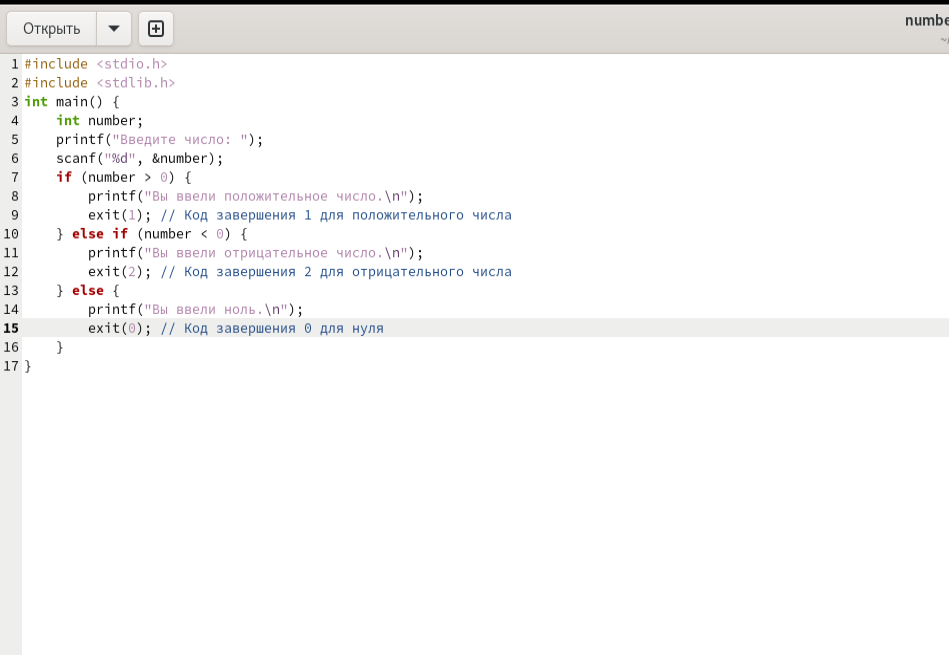 Открыть
numbe
1 #include <stdio.h>
2 #include <stdlib.h>
3 int main() {
4     int number;
5     printf("Введите число: ");
6     scanf("%d", &number);
7     if (number > 0) {
8         printf("Вы ввели положительное число.\n");
9         exit(1); // Код завершения 1 для положительного числа
10     } else if (number < 0) {
11         printf("Вы ввели отрицательное число.\n");
12         exit(2); // Код завершения 2 для отрицательного числа
13     } else {
14         printf("Вы ввели ноль.\n");
15         exit(0); // Код завершения 0 для нуля
16     }
17 }